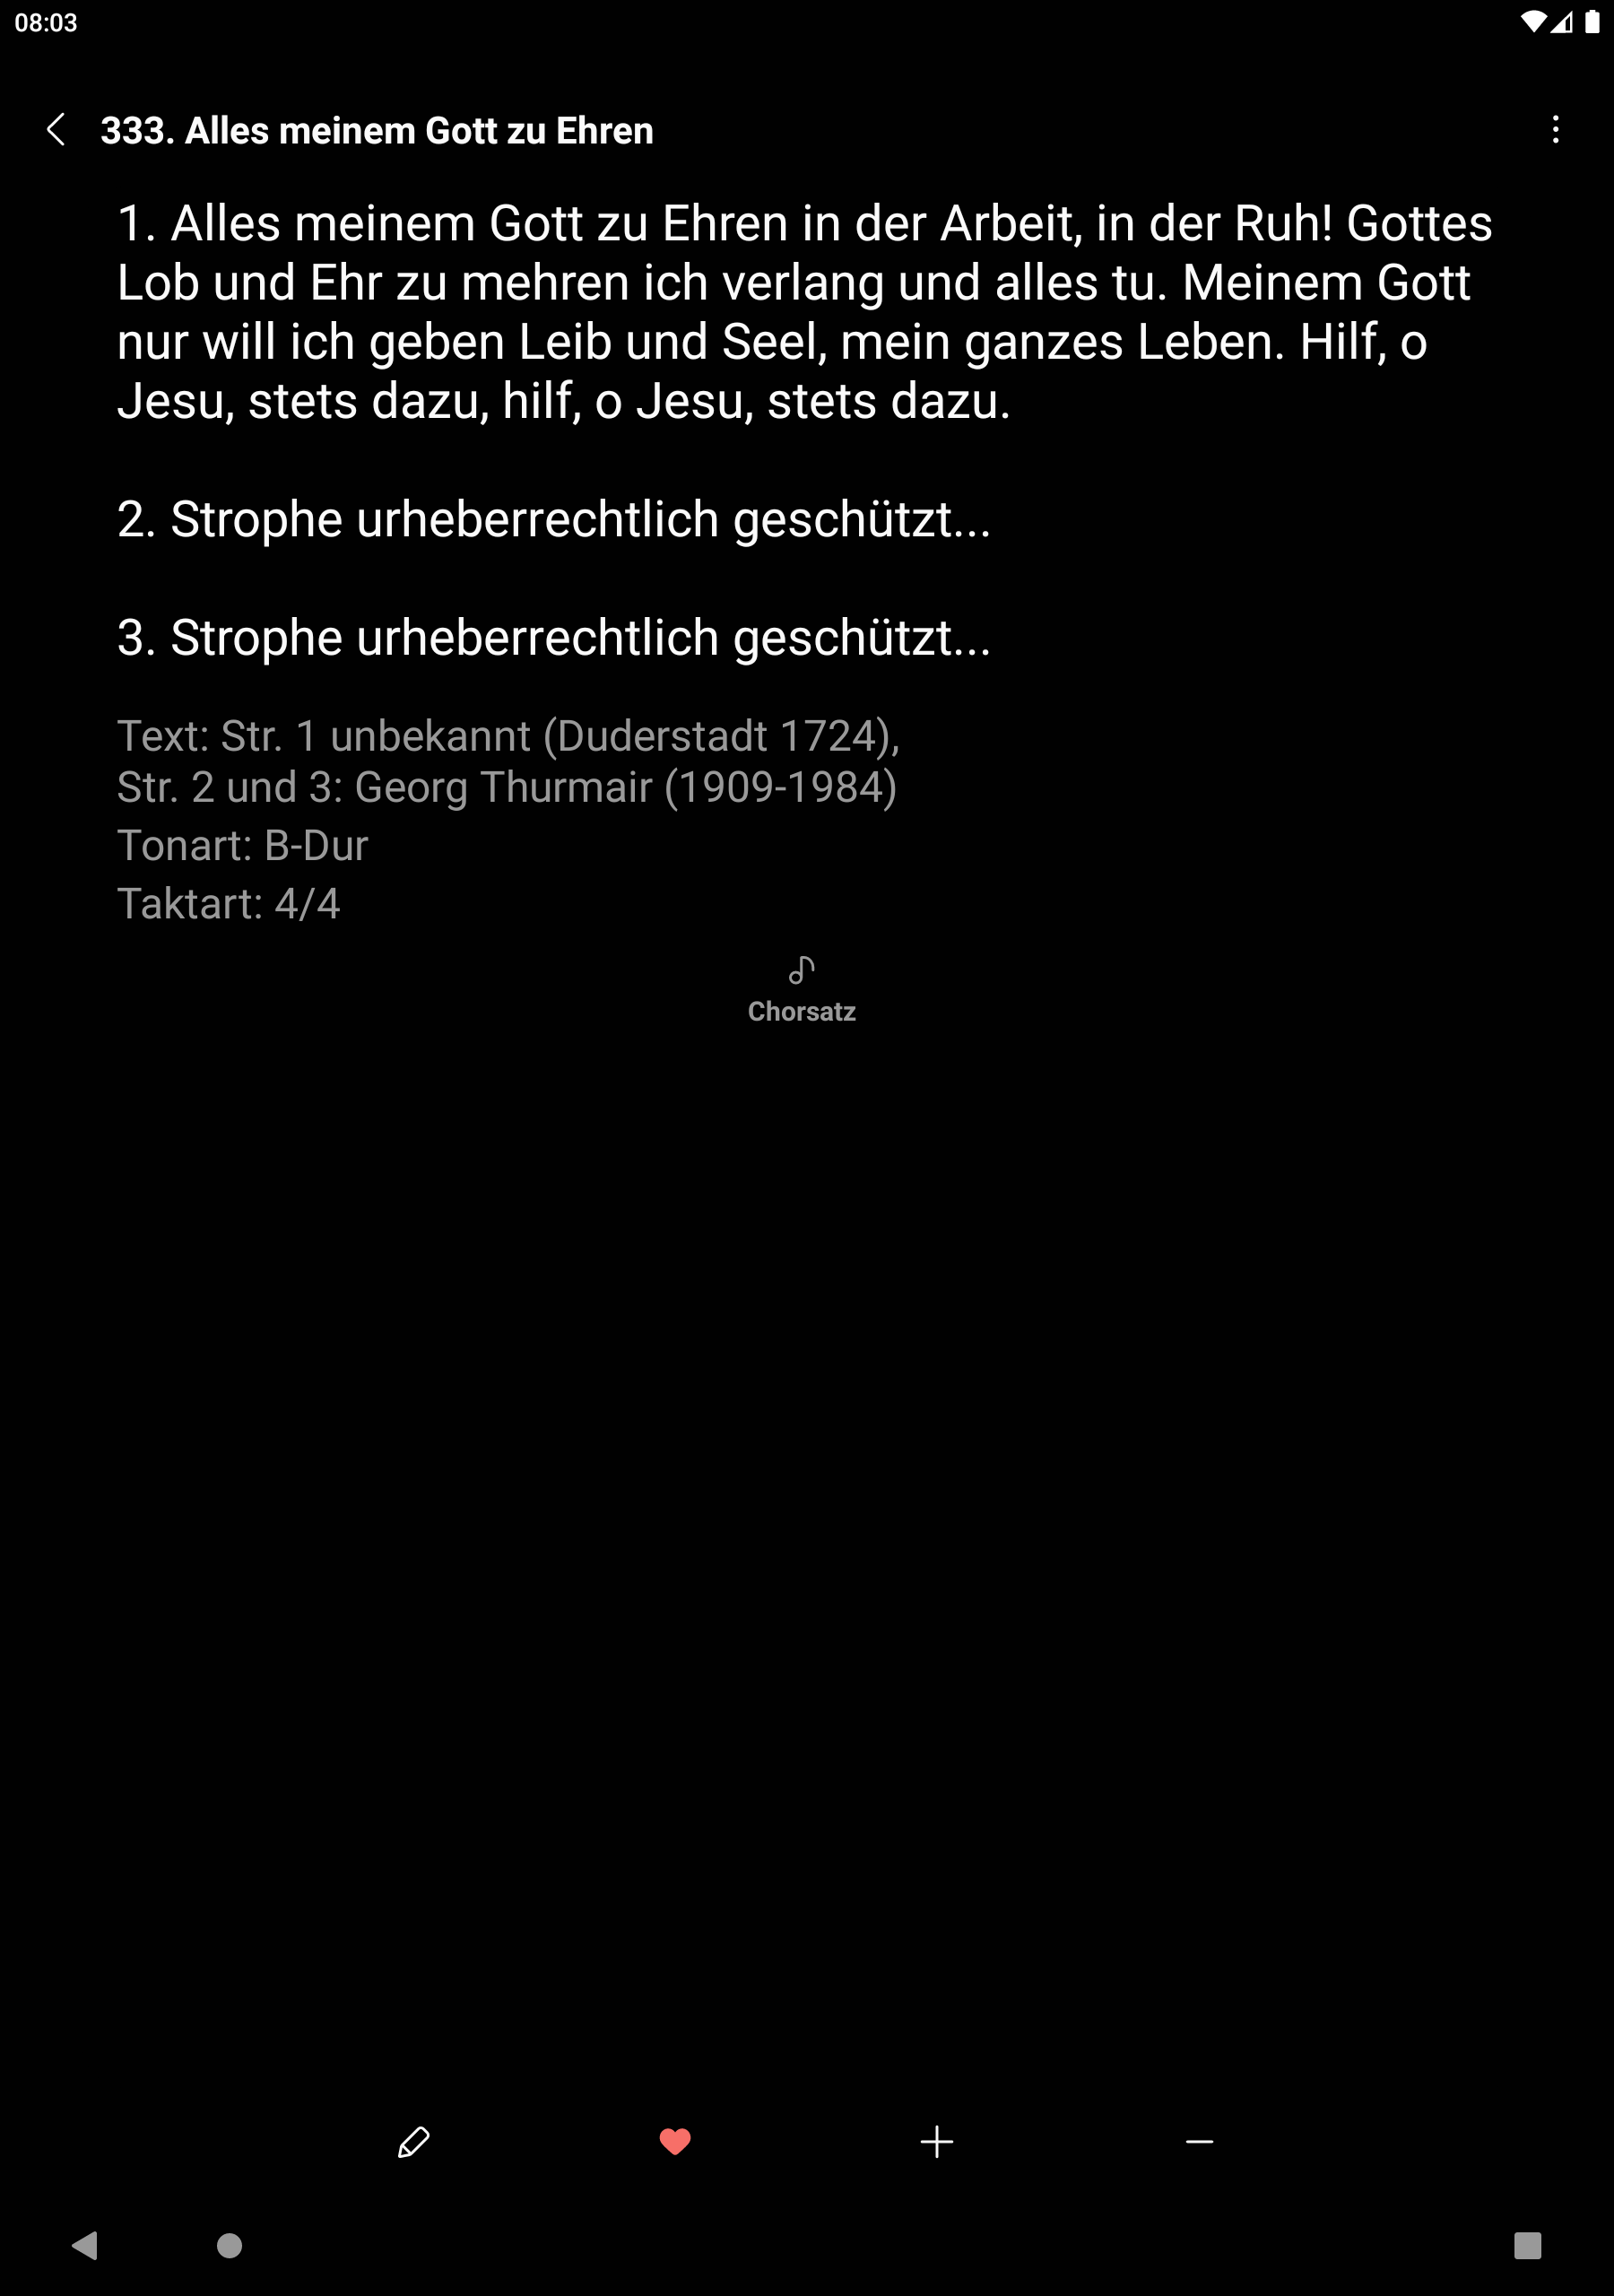 08:03
333. Alles meinem Gott zu Ehren
1. Alles meinem Gott zu Ehren in der Arbeit, in der Ruh! Gottes
Lob und Ehr zu mehren ich verlang und alles tu. Meinem Gott
nur will ich geben Leib und Seel, mein ganzes Leben. Hilf, o
Jesu, stets dazu, hilf, o Jesu, stets dazu.
2. Strophe urheberrechtlich geschützt...
3. Strophe urheberrechtlich geschützt...
Text: Str. 1 unbekannt (Duderstadt 1724),
Str. 2 und 3: Georg Thurmair (1909-1984)
Tonart: B-Dur
Taktart: 4/4
Chorsatz